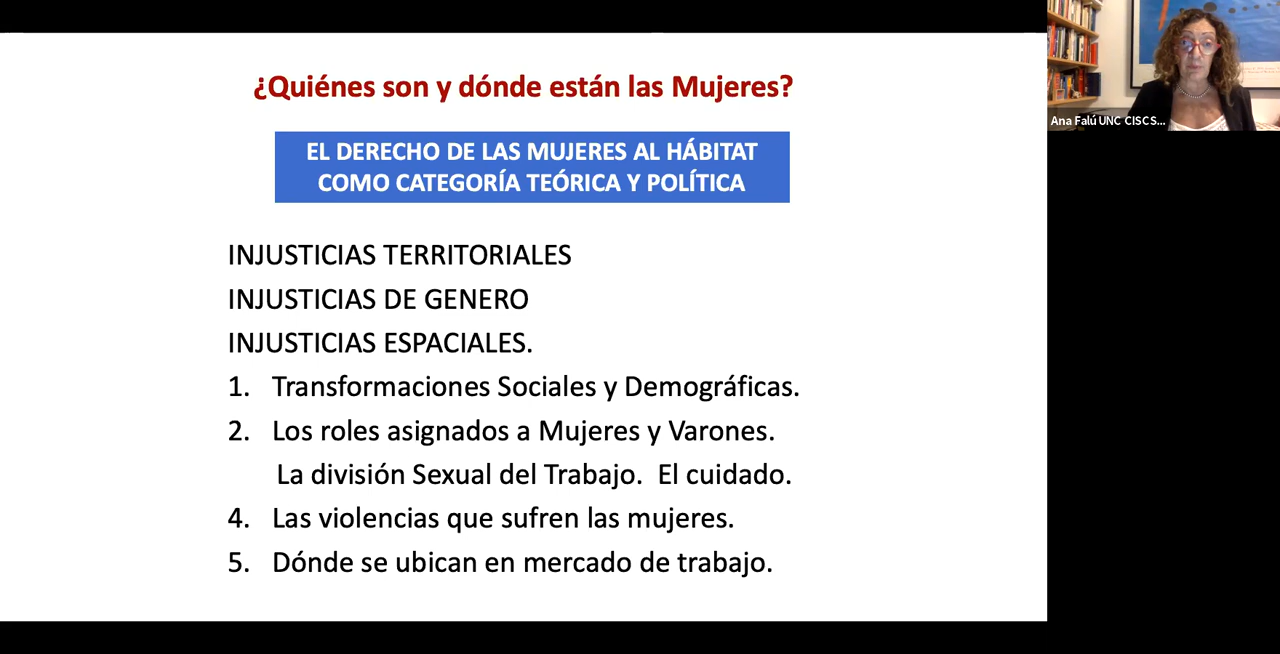 ¿Quiénes son y dónde están las Mujeres?
EL DERECHO DE LAS MUJERES AL HÁBITAT
COMO CATEGORÍA TEÓRICA Y POLÍTICA
INJUSTICIAS TERRITORIALES
INJUSTICIAS DE GENERO
INJUSTICIAS ESPACIALES.
1. Transformaciones Sociales y Demográficas.
2. Los roles asignados a Mujeres y Varones.
La división Sexual del Trabajo. El cuidado.
4. Las violencias que sufren las mujeres.
5. Dónde se ubican en mercado de trabajo.
Ana Falú UNC CISCS...